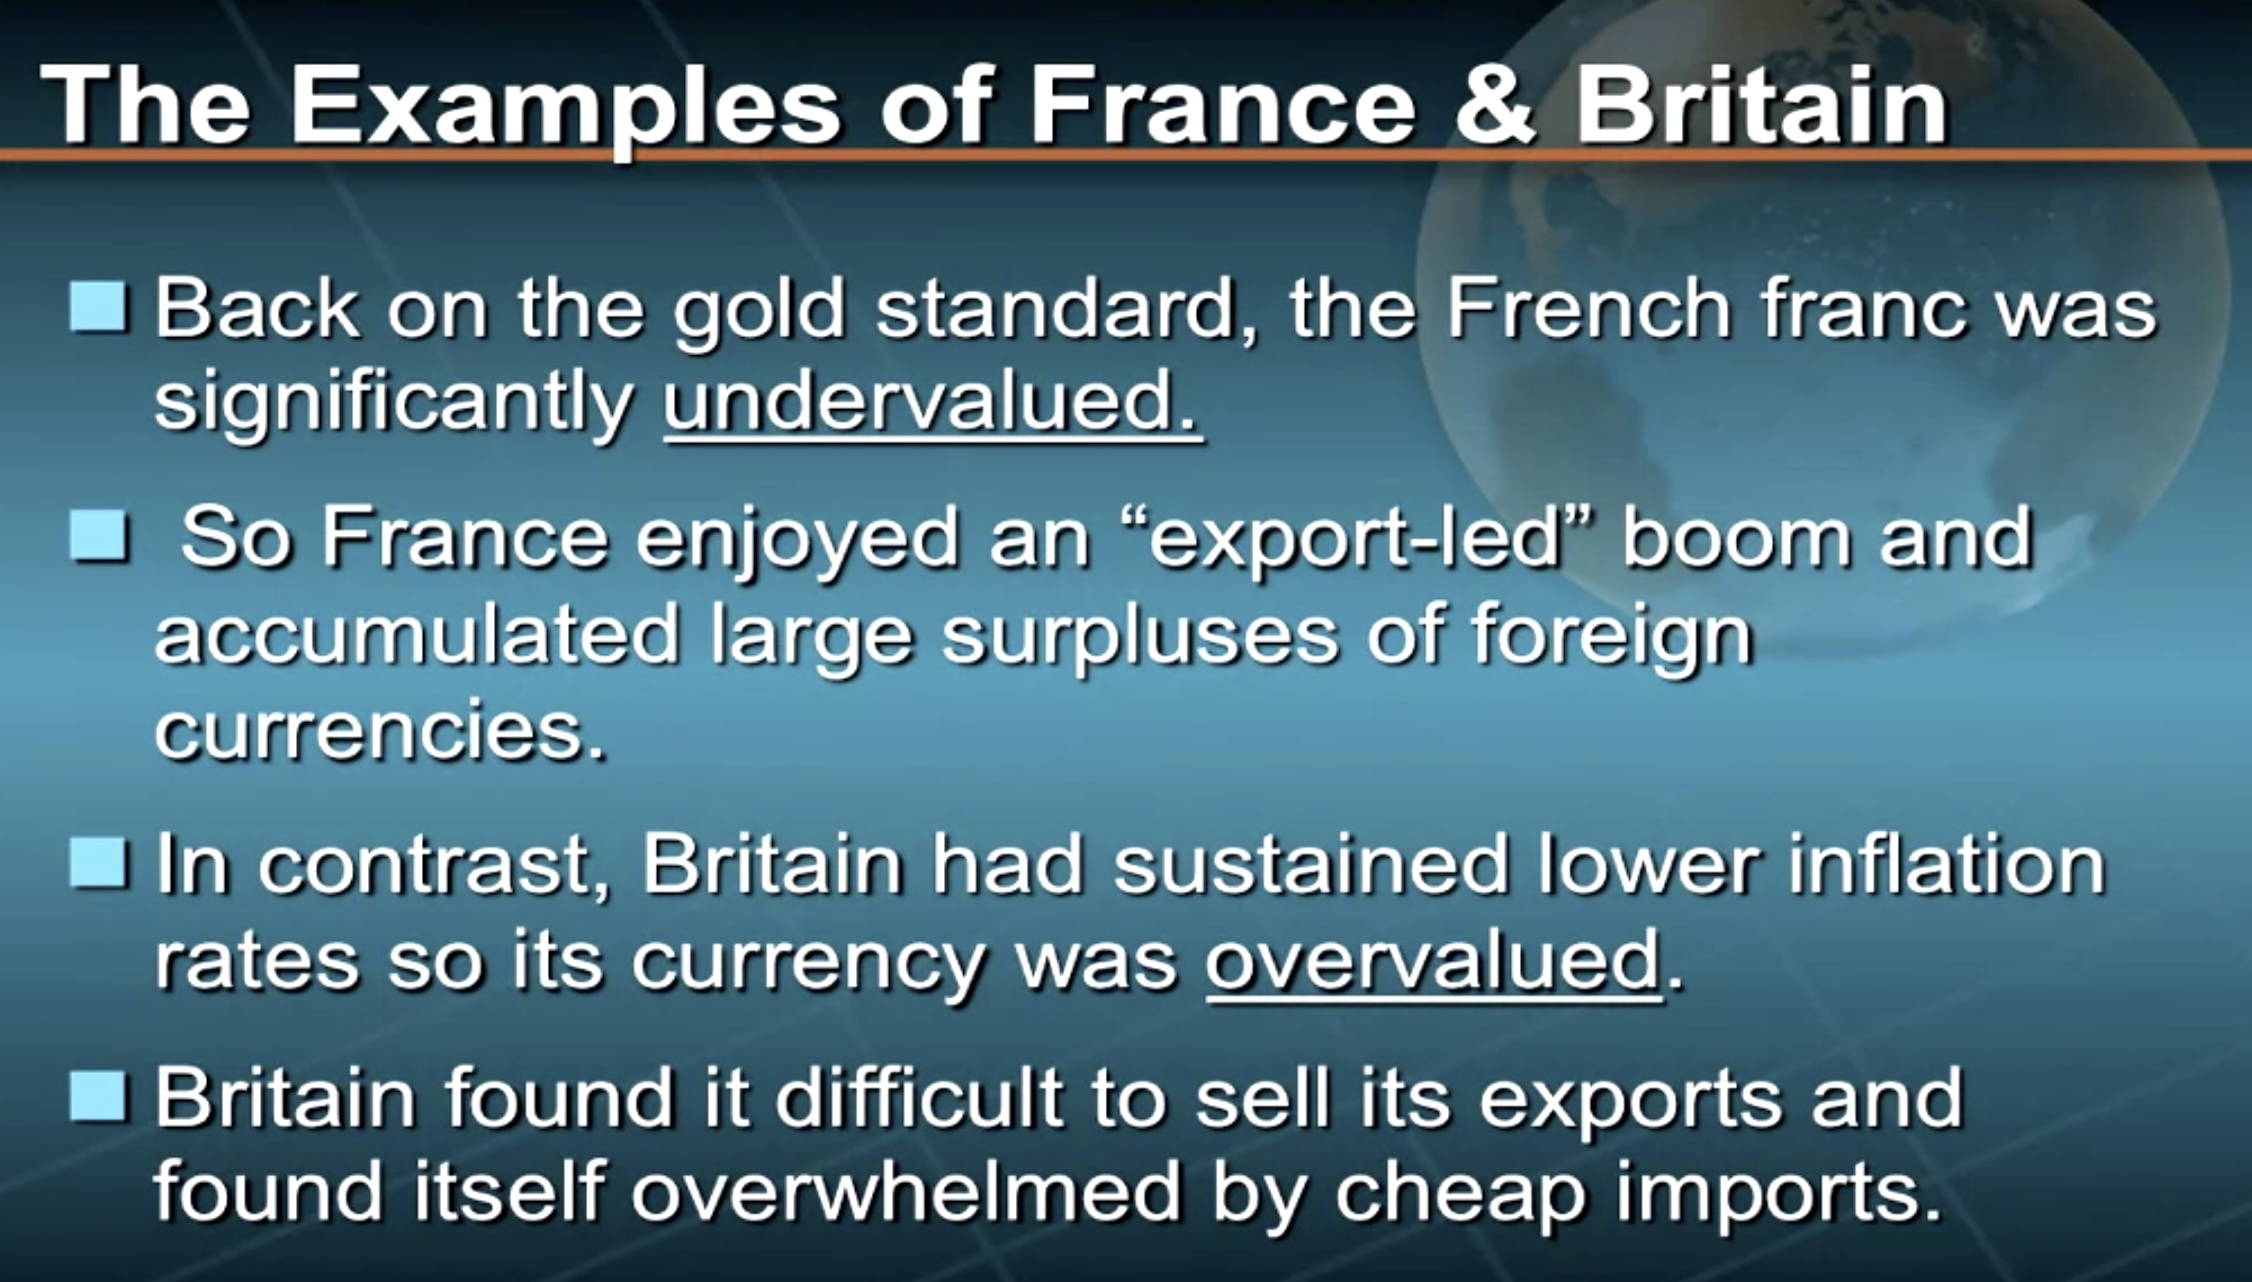 The Examples of France & Britain
Back on the gold standard, the French franc was
significantly undervalued.
So France enjoyed an “export-led” boom and
accumulated large surpluses of foreign
currencies.
In contrast, Britain had sustained lower inflation
rates so its currency was overvalued.
Britain found it difficult to sell its exports and
found itself overwhelmed by cheap imports.